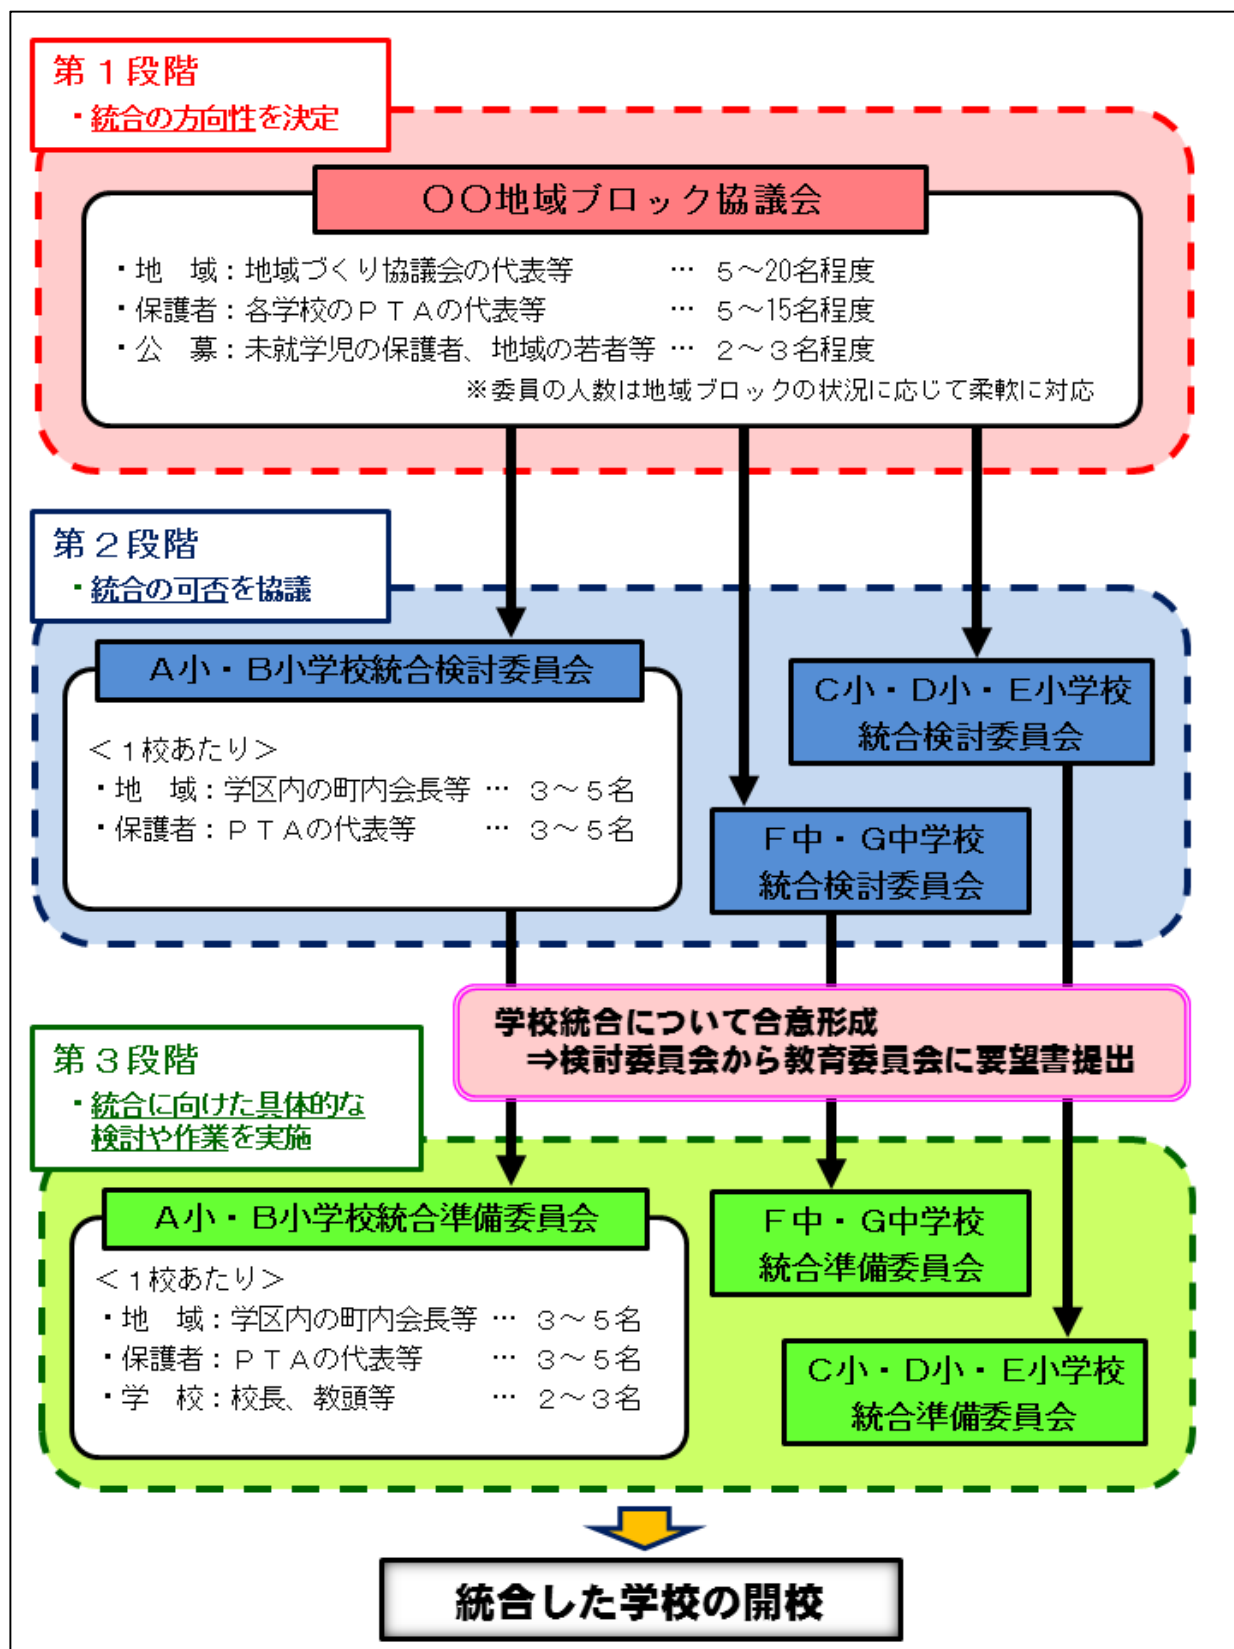 第１段階
・統合の方向性を決定
〇〇地域ブロック協議会
・地　域：地域づくり協議会の代表等　…　５～20名程度
・保護者：各学校のＰＴＡの代表等　…　５～15名程度
・公　募：未就学児の保護者、地域の若者等　…　２～３名程度
※委員の人数は地域ブロックの状況に応じて柔軟に対応
第２段階
・統合の可否を協議
Ａ小・Ｂ小学校統合検討委員会
＜１校あたり＞
・地　域：学区内の町内会長等　…　３～５名
・保護者：ＰＴＡの代表等　…　３～５名
Ｃ小・Ｄ小・Ｅ小学校
統合検討委員会
Ｆ中・Ｇ中学校
統合検討委員会
学校統合について合意形成
⇒検討委員会から教育委員会に要望書提出
第３段階
・統合に向けた具体的な
検討や作業を実施
Ａ小・Ｂ小学校統合準備委員会
＜１校あたり＞
・地　域：学区内の町内会長等　…　３～５名
・保護者：ＰＴＡの代表等　…　３～５名
・学　校：校長、教頭等　…　２～３名
Ｆ中・Ｇ中学校
統合準備委員会
Ｃ小・Ｄ小・Ｅ小学校
統合準備委員会
統合した学校の開校